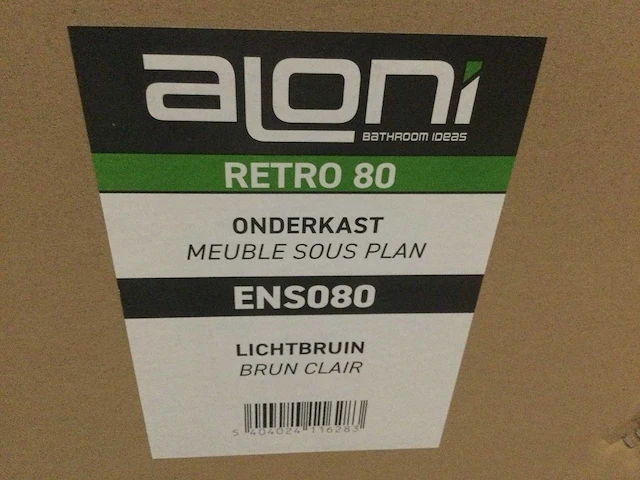 aloni
BATHROOM IDEAS
RETRO 80
ONDERKAST
MEUBLE SOUS PLAN
ENS080
LICHTBRUIN
BRUN CLAIR
5 404024 116283